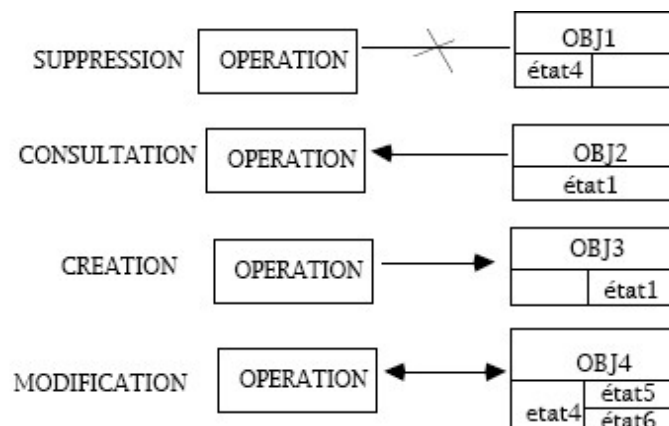 SUPPRESSION OPERATION OBJ1
état4
CONSULTATION OPERATION OBJ2
état1
CREATION OPERATION OBJ3
état1
MODIFICATION OPERATION OBJ4
état5
etat4
état6